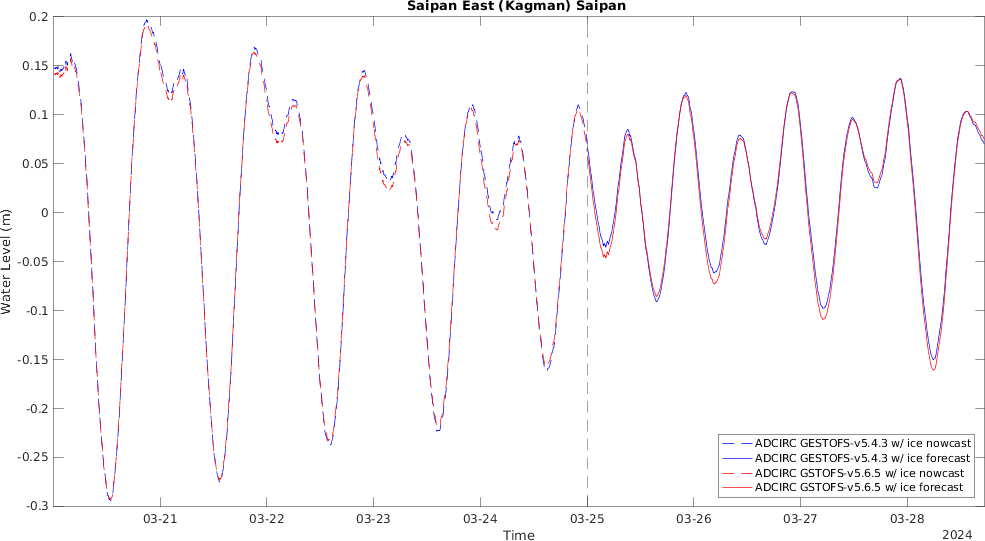 Saipan East (Kagman) Saipan
Water Level (m)
0.2
0.15
0.1
0.05
0
-0.05
-0.1
-0.15
-0.2
-0.25
-0.3
ADCIRC GESTOFS-v5.4.3 w/ ice nowcast
ADCIRC GESTOFS-v5.4.3 w/ ice forecast
ADCIRC GSTOFS-v5.6.5 w/ ice nowcast
ADCIRC GSTOFS-v5.6.5 w/ ice forecast
03-21 03-22 03-23 03-24 03-25 03-26 03-27 03-28
Time
2024